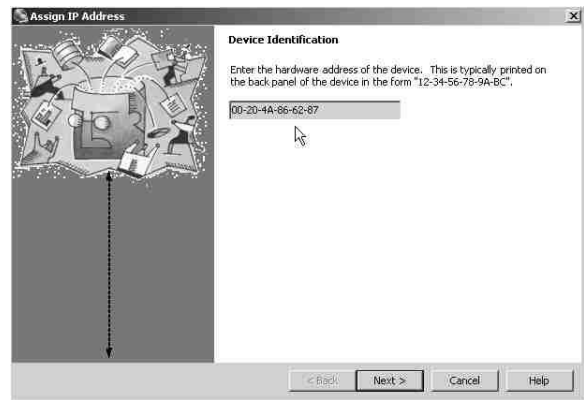 Assign IP Address
Device Identification
Enter the hardware address of the device. This is typically printed on
the back panel of the device in the form "12-34-56-78-9A-BC".
00-20-4A-86-62-87
< Back
Next >
Cancel
Help